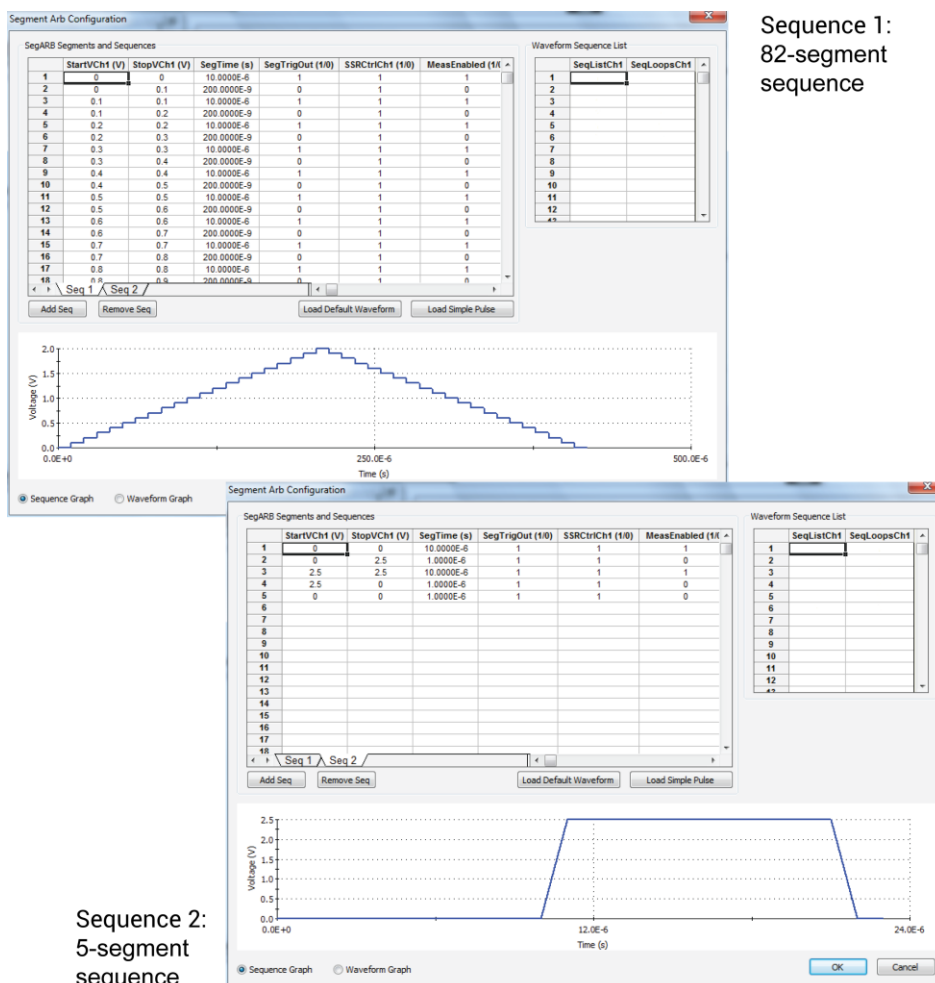 Segment Arb Configuration
Sequence 1:
82-segment
sequence
SegARB Segments and Sequences
Waveform Sequence List
StartVCh1 (V) StopVCh1 (V) SegTime (s) SegTrigOut (1/0) SSRCtrlCh1 (1/0) MeasEnabled (1/(
SeqListCh1 SeqLoopsCh1
1 0 0 10.0000E-6 1 1 1
2 0 0.1 200.0000E-9 0 1 0
3 0.1 0.1 10.0000E-6 1 1 1
4 0.1 0.2 200.0000E-9 0 1 0
5 0.2 0.2 10.0000E-6 1 1 1
6 0.2 0.3 200.0000E-9 0 1 0
7 0.3 0.3 10.0000E-6 1 1 1
8 0.3 0.4 200.0000E-9 0 1 0
9 0.4 0.4 10.0000E-6 1 1 1
10 0.4 0.5 200.0000E-9 0 1 0
11 0.5 0.5 10.0000E-6 1 1 1
12 0.5 0.6 200.0000E-9 0 1 0
13 0.6 0.6 10.0000E-6 1 1 1
14 0.6 0.7 200.0000E-9 0 1 0
15 0.7 0.7 10.0000E-6 1 1 1
16 0.7 0.8 200.0000E-9 0 1 0
17 0.8 0.8 10.0000E-6 1 1 1
18 0.8 0.9 200.0000E-9 0 1 0
1
2
3
4
5
6
7
8
9
10
11
12
Seq 1 Seq 2
Add Seq Remove Seq Load Default Waveform Load Simple Pulse
2.0
1.5
1.0
0.5
0.0
Voltage (V)
0.0E+0 250.0E-6 500.0E-6
Time (s)
Sequence Graph Waveform Graph
Segment Arb Configuration
SegARB Segments and Sequences
Waveform Sequence List
StartVCh1 (V) StopVCh1 (V) SegTime (s) SegTrigOut (1/0) SSRCtrlCh1 (1/0) MeasEnabled (1/(
SeqListCh1 SeqLoopsCh1
1 0 0 10.0000E-6 1 1 1
2 0 2.5 1.0000E-6 1 1 0
3 2.5 2.5 10.0000E-6 1 1 1
4 2.5 0 1.0000E-6 1 1 0
5 0 0 1.0000E-6 1 1 0
6
7
8
9
10
11
12
13
14
15
16
17
18
1
2
3
4
5
6
7
8
9
10
11
12
Seq 1 Seq 2
Add Seq Remove Seq Load Default Waveform Load Simple Pulse
2.5
2.0
1.5
1.0
0.5
0.0
Voltage (V)
0.0E+0 12.0E-6 24.0E-6
Time (s)
Sequence Graph Waveform Graph
OK Cancel
Sequence 2:
5-segment
sequence